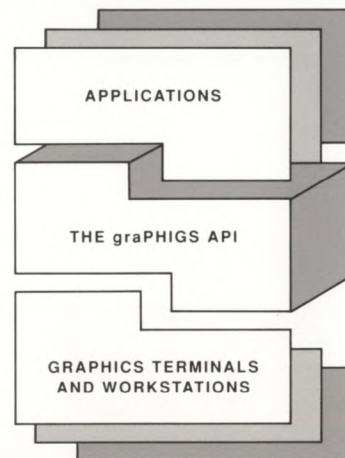 APPLICATIONS
THE graPHIGS API
GRAPHICS TERMINALS
AND WORKSTATIONS